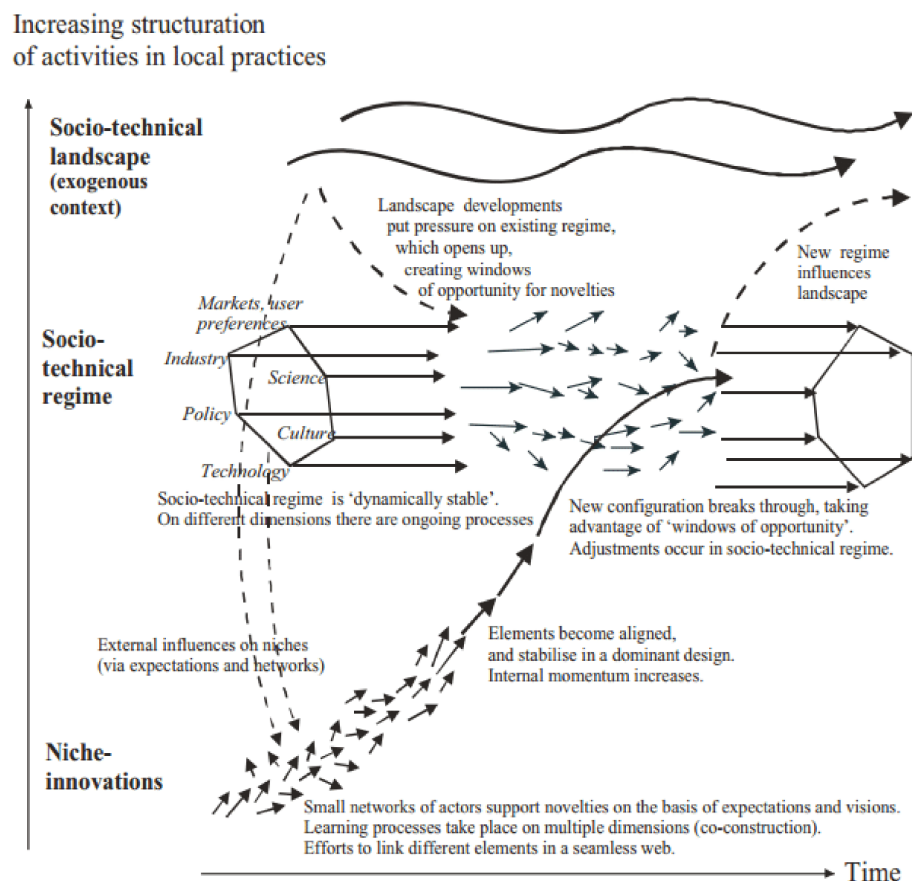 Increasing structuration
of activities in local practices
Socio-technical
landscape
(exogenous
context)
Landscape developments
put pressure on existing regime,
which opens up,
creating windows
of opportunity for novelties
New regime
influences
landscape
Markets, user
preferences
Socio-
technical
regime
Industry
Science
Policy
Culture
Technology
Socio-technical regime is ‘dynamically stable’.
On different dimensions there are ongoing processes
New configuration breaks through, taking
advantage of ‘windows of opportunity’.
Adjustments occur in socio-technical regime.
External influences on niches
(via expectations and networks)
Elements become aligned,
and stabilise in a dominant design.
Internal momentum increases.
Niche-
innovations
Small networks of actors support novelties on the basis of expectations and visions.
Learning processes take place on multiple dimensions (co-construction).
Efforts to link different elements in a seamless web.
Time